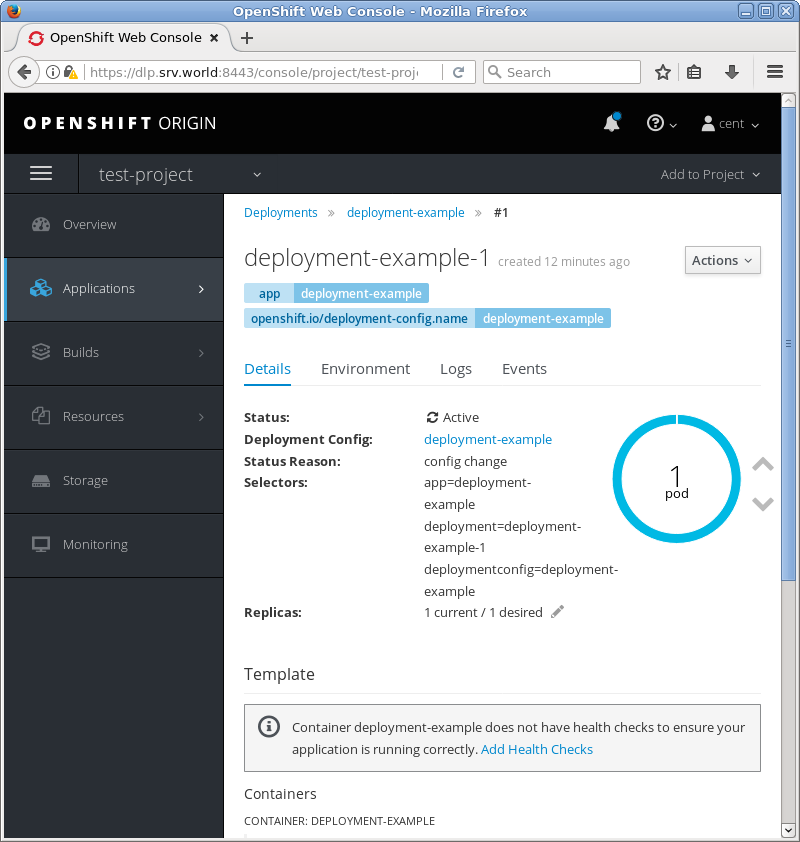 OpenShift Web Console - Mozilla Firefox
OpenShift Web Console
https://dlp.srv.world:8443/console/project/test-proj
Search
OPENSHIFT ORIGIN
cent
test-project
Add to Project
Overview
Applications
Builds
Resources
Storage
Monitoring
Deployments » deployment-example » #1
deployment-example-1 created 12 minutes ago
Actions
app deployment-example
openshift.io/deployment-config.name deployment-example
Details Environment Logs Events
Status: Active
Deployment Config: deployment-example
Status Reason: config change
Selectors: app=deployment-
example
deployment=deployment-
example-1
deploymentconfig=deployment-
example
Replicas: 1 current / 1 desired
1
pod
Template
Container deployment-example does not have health checks to ensure your
application is running correctly. Add Health Checks
Containers
CONTAINER: DEPLOYMENT-EXAMPLE